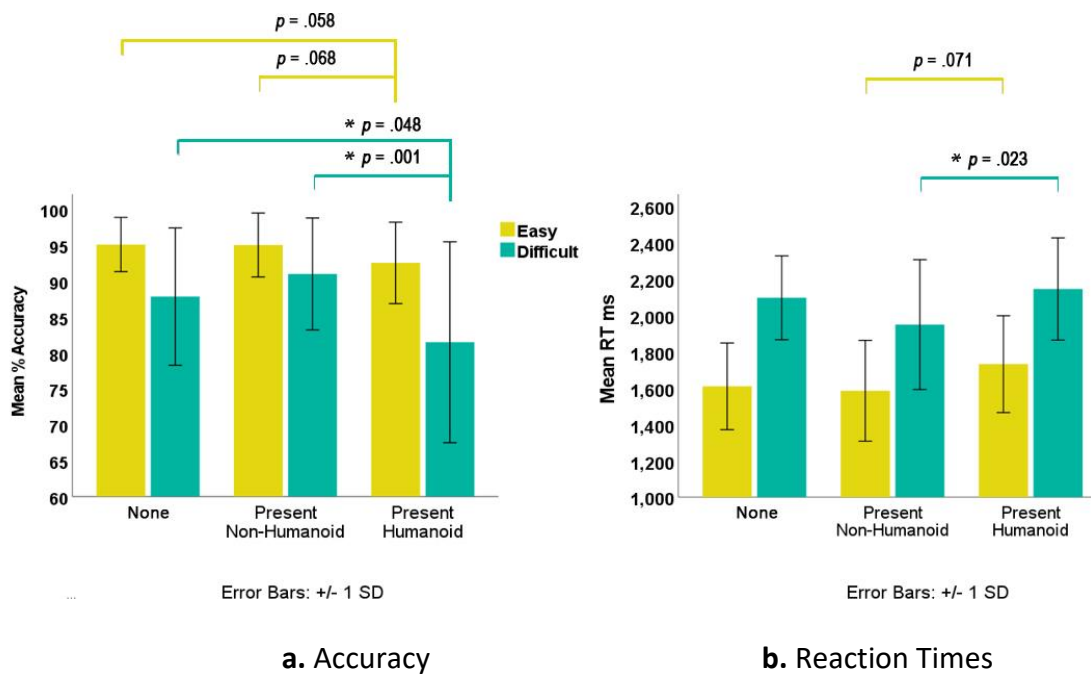 p = .058
p = .068
* p = .048
* p = .001
100
95
90
85
80
75
70
65
60
Mean % Accuracy
Easy
Difficult
None
Present
Non-Humanoid
Present
Humanoid
...
Error Bars: +/- 1 SD
a. Accuracy
p = .071
* p = .023
2,600
2,400
2,200
2,000
1,800
1,600
1,400
1,200
1,000
Mean RT ms
None
Present
Non-Humanoid
Present
Humanoid
Error Bars: +/- 1 SD
b. Reaction Times